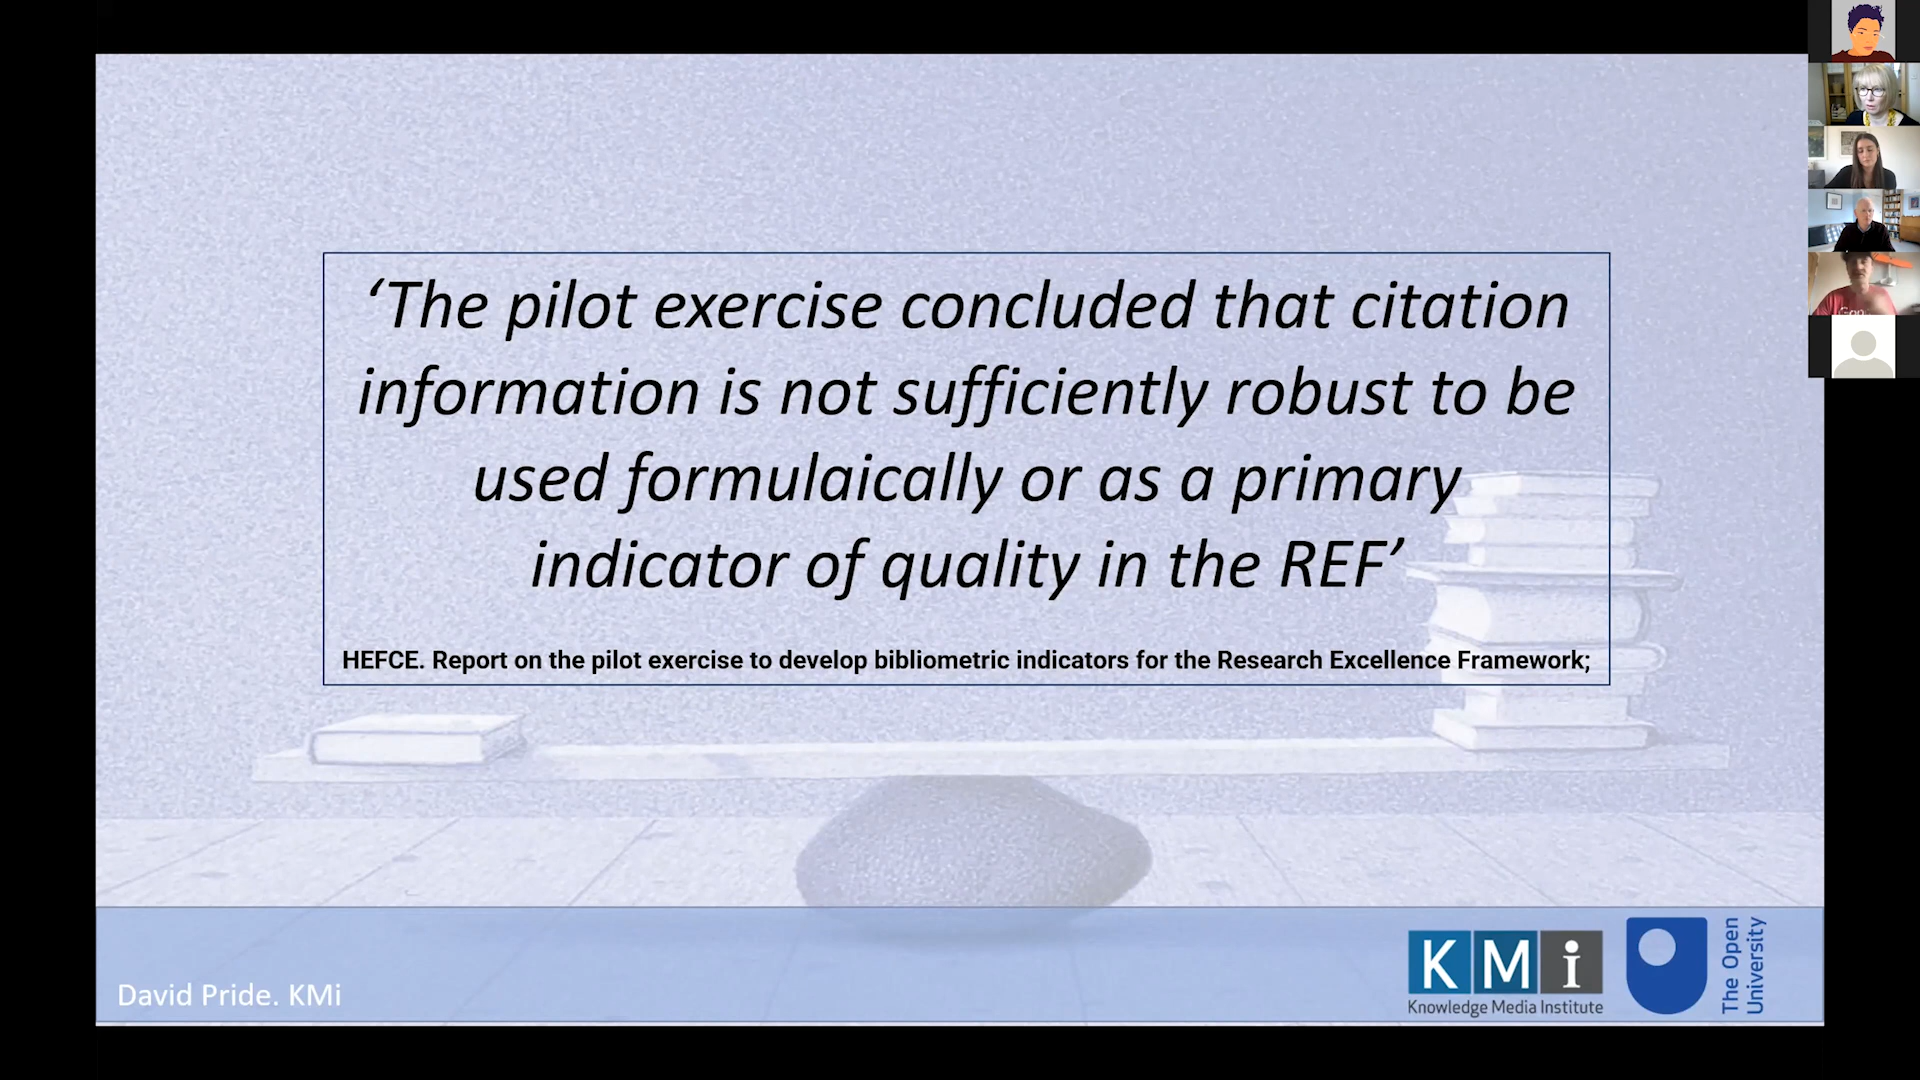 ‘The pilot exercise concluded that citation
information is not sufficiently robust to be
used formulaically or as a primary
indicator of quality in the REF’
HEFCE. Report on the pilot exercise to develop bibliometric indicators for the Research Excellence Framework;
David Pride. KMi
KMi
Knowledge Media Institute
The Open
University